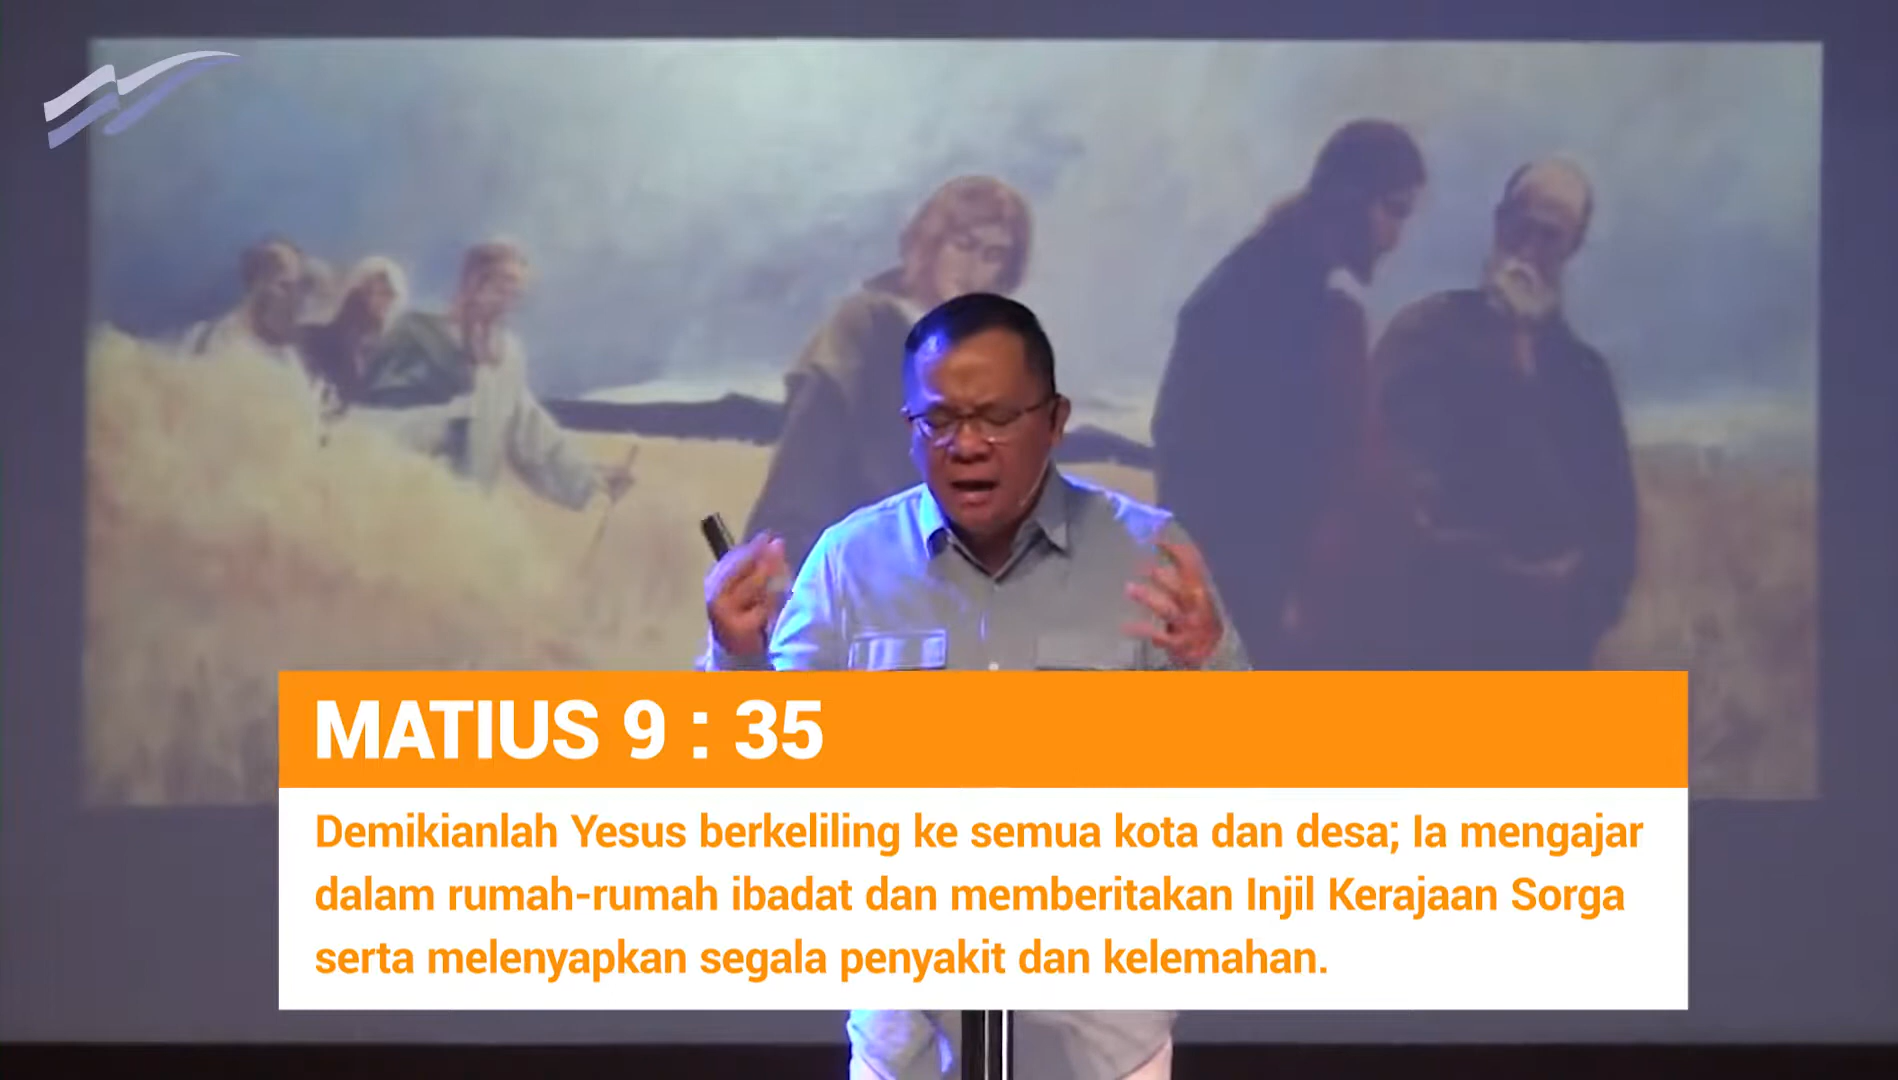 MATIUS 9 : 35
Demikianlah Yesus berkeliling ke semua kota dan desa; Ia mengajar
dalam rumah-rumah ibadat dan memberitakan Injil Kerajaan Sorga
serta melenyapkan segala penyakit dan kelemahan.